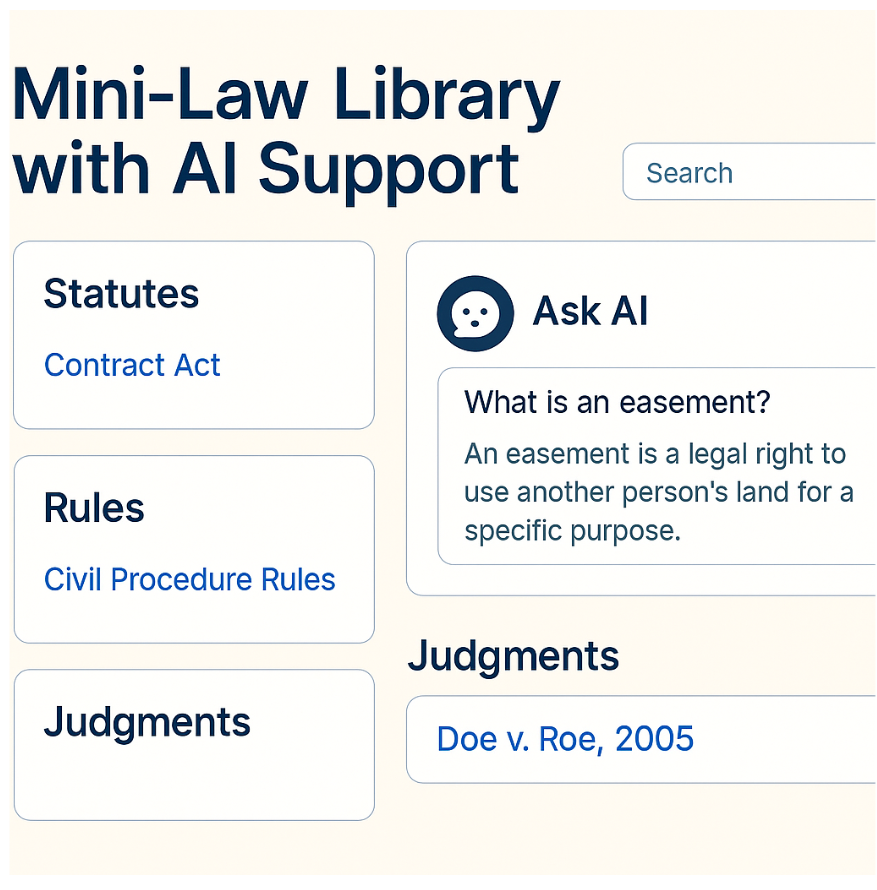 Mini-Law Library
with AI Support
Search
Statutes
Contract Act
Rules
Civil Procedure Rules
Judgments
Ask AI
What is an easement?
An easement is a legal right to
use another person's land for a
specific purpose.
Judgments
Doe v. Roe, 2005